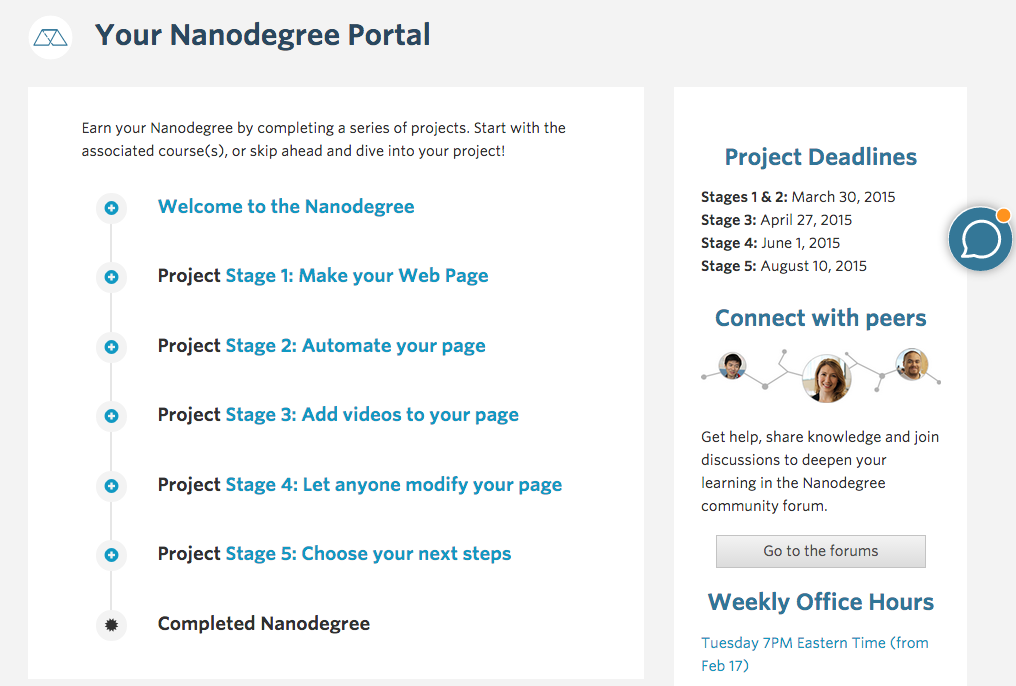 Your Nanodegree Portal
Earn your Nanodegree by completing a series of projects. Start with the
associated course(s), or skip ahead and dive into your project!
Welcome to the Nanodegree
Project Stage 1: Make your Web Page
Project Stage 2: Automate your page
Project Stage 3: Add videos to your page
Project Stage 4: Let anyone modify your page
Project Stage 5: Choose your next steps
Completed Nanodegree
Project Deadlines
Stages 1 & 2: March 30, 2015
Stage 3: April 27, 2015
Stage 4: June 1, 2015
Stage 5: August 10, 2015
Connect with peers
Get help, share knowledge and join
discussions to deepen your
learning in the Nanodegree
community forum.
Go to the forums
Weekly Office Hours
Tuesday 7PM Eastern Time (from
Feb 17)